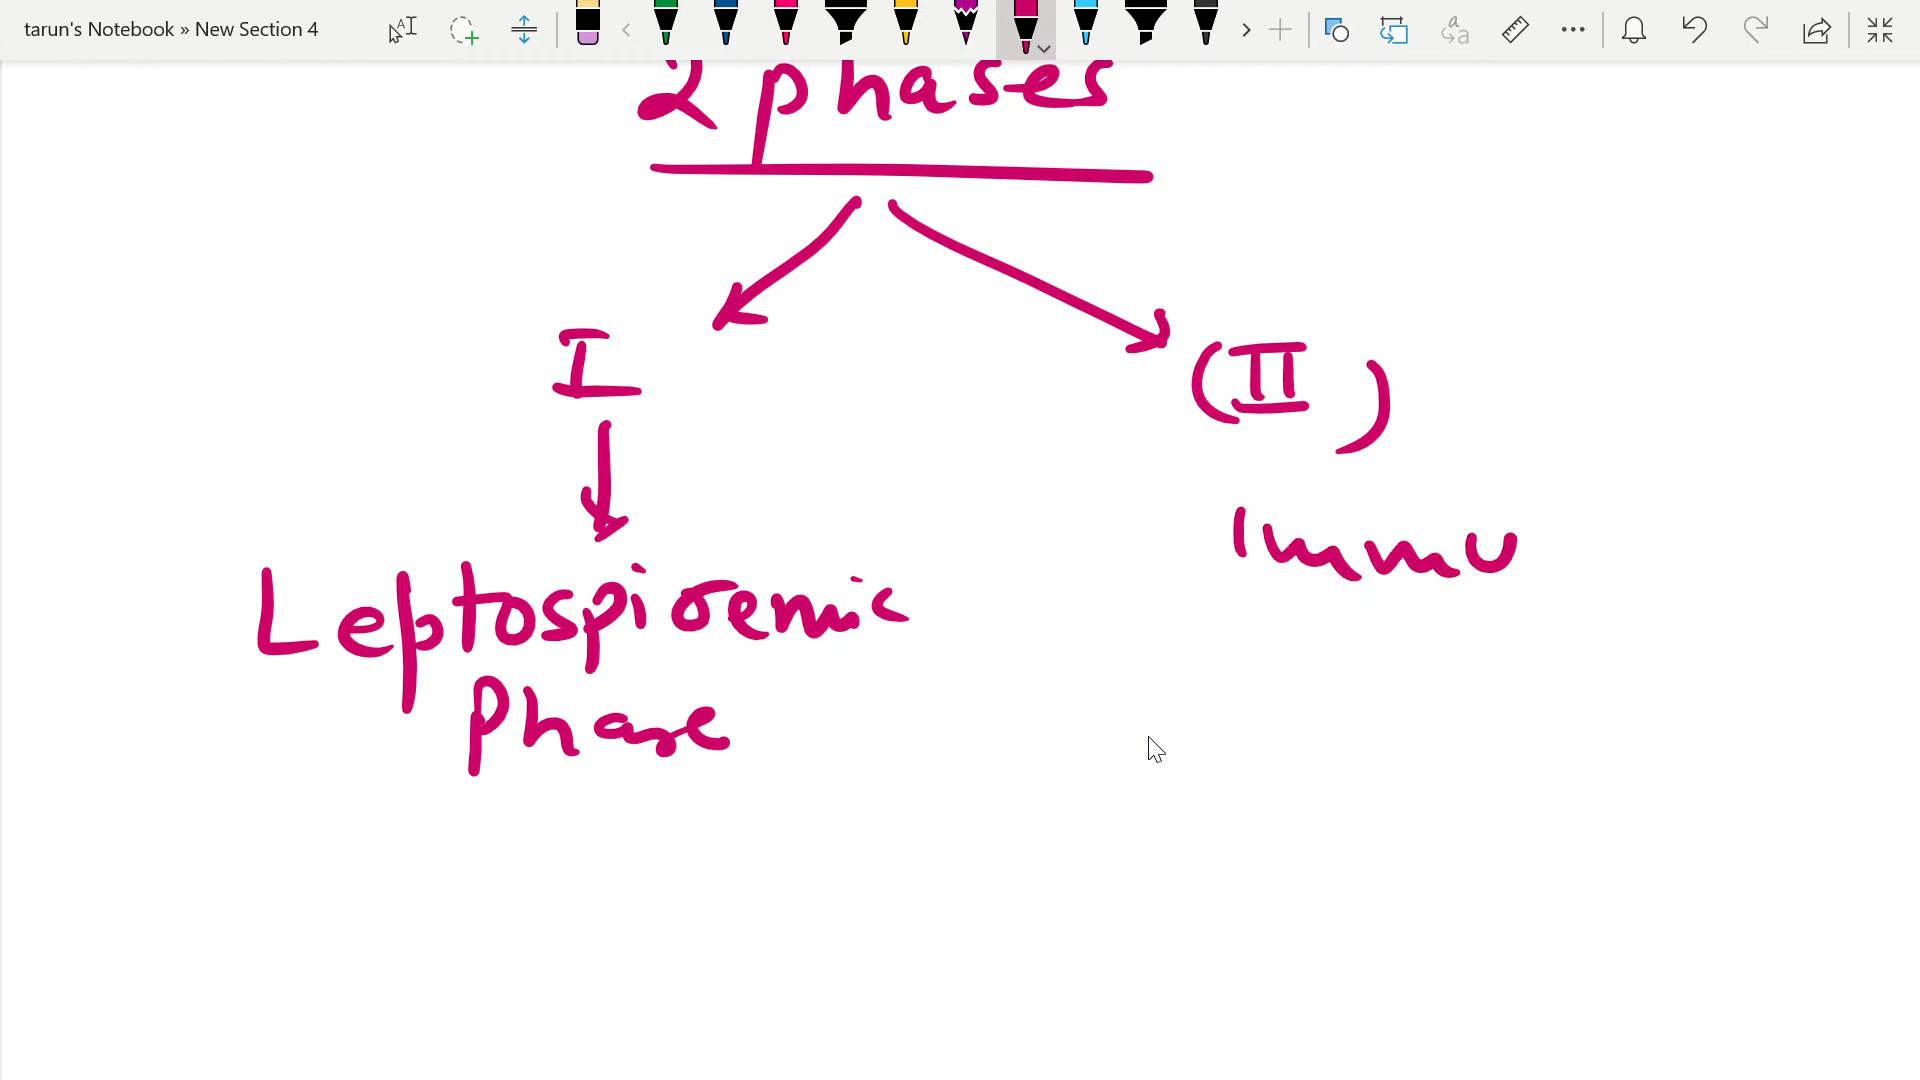 tarun's Notebook » New Section 4
2 phases
I
(II)
Immu
Leptospiremic
Phase